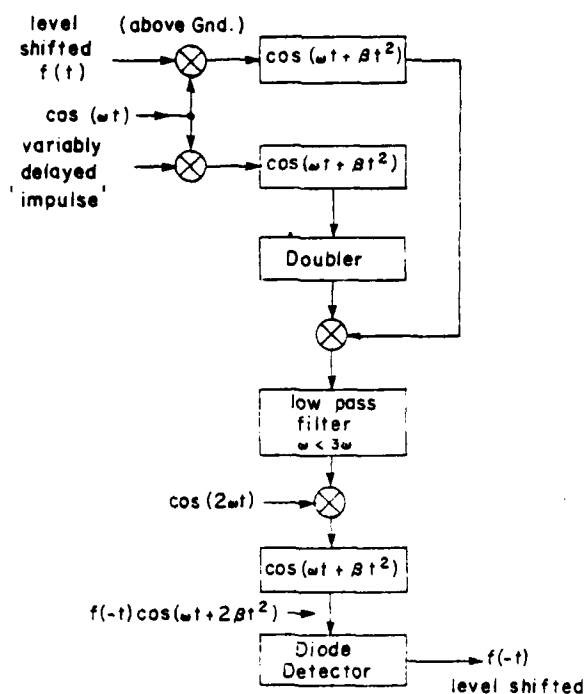 level
shifted
f(t)
(above Gnd.)
cos (ωt + βt²)
cos (ωt)
variably
delayed
'impulse'
cos(ωt + βt²)
Doubler
low pass
filter
ω < 3ω
cos (2ωt)
cos (ωt + βt²)
f(-t) cos(ωt + 2βt²)
Diode
Detector
f(-t)
level shifted